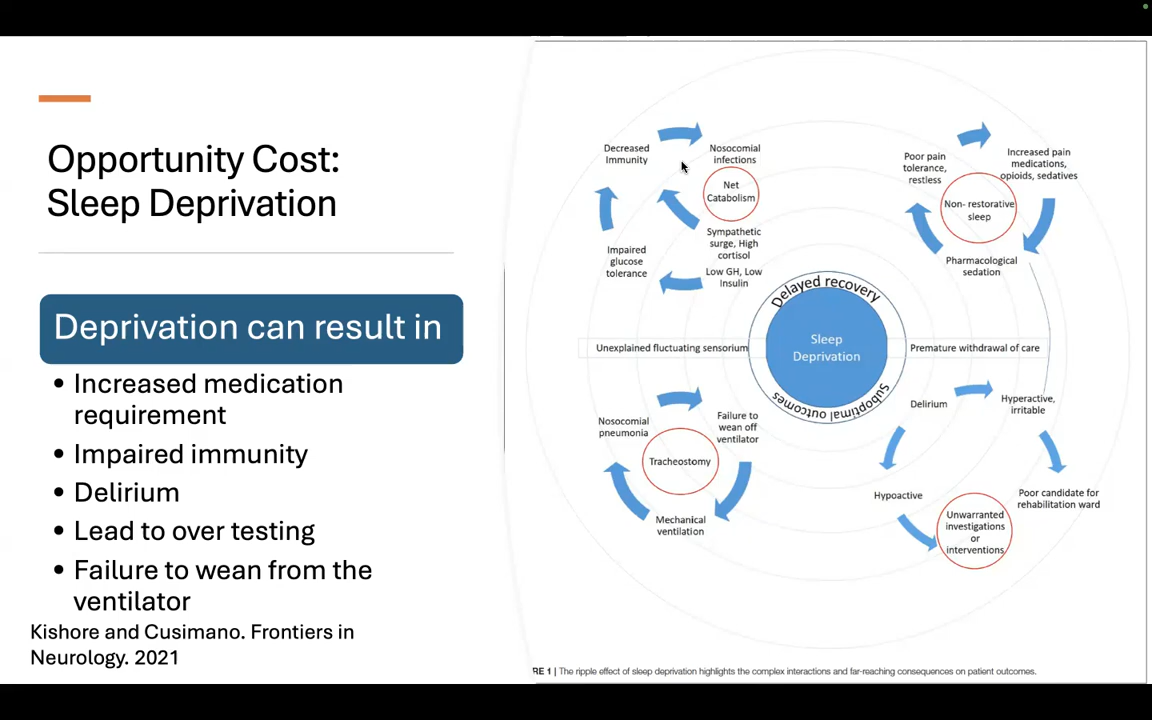 Opportunity Cost:
Sleep Deprivation
Deprivation can result in
• Increased medication
requirement
• Impaired immunity
• Delirium
• Lead to over testing
• Failure to wean from the
ventilator
Kishore and Cusimano. Frontiers in
Neurology. 2021
Decreased
Immunity
Nosocomial
infections
Net
Catabolism
Sympathetic
surge, High
cortisol
Impaired
glucose
tolerance
Low GH, Low
Insulin
Poor pain
tolerance,
restless
Increased pain
medications,
opioids, sedatives
Non- restorative
sleep
Pharmacological
sedation
Delayed recovery
Unexplained fluctuating sensorium
Sleep
Deprivation
Premature withdrawal of care
Suboptimal outcomes
Nosocomial
pneumonia
Failure to
wean off
ventilator
Tracheostomy
Mechanical
ventilation
Delirium
Hyperactive,
irritable
Hypoactive
Poor candidate for
rehabilitation ward
Unwarranted
investigations
or
interventions
RE 1 | The ripple effect of sleep deprivation highlights the complex interactions and far-reaching consequences on patient outcomes.